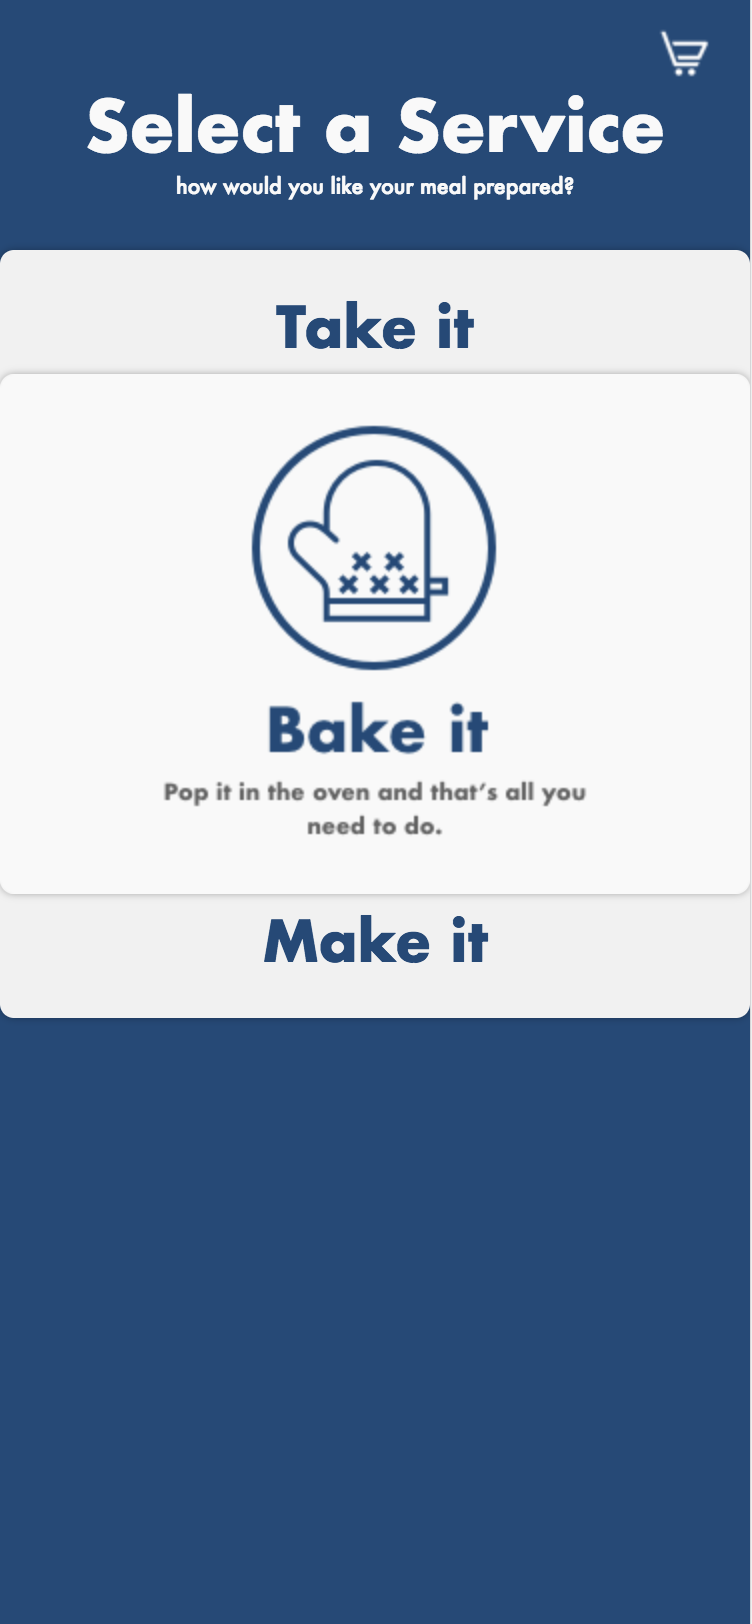 Select a Service
how would you like your meal prepared?
Take it
Bake it
Pop it in the oven and that’s all you
need to do.
Make it